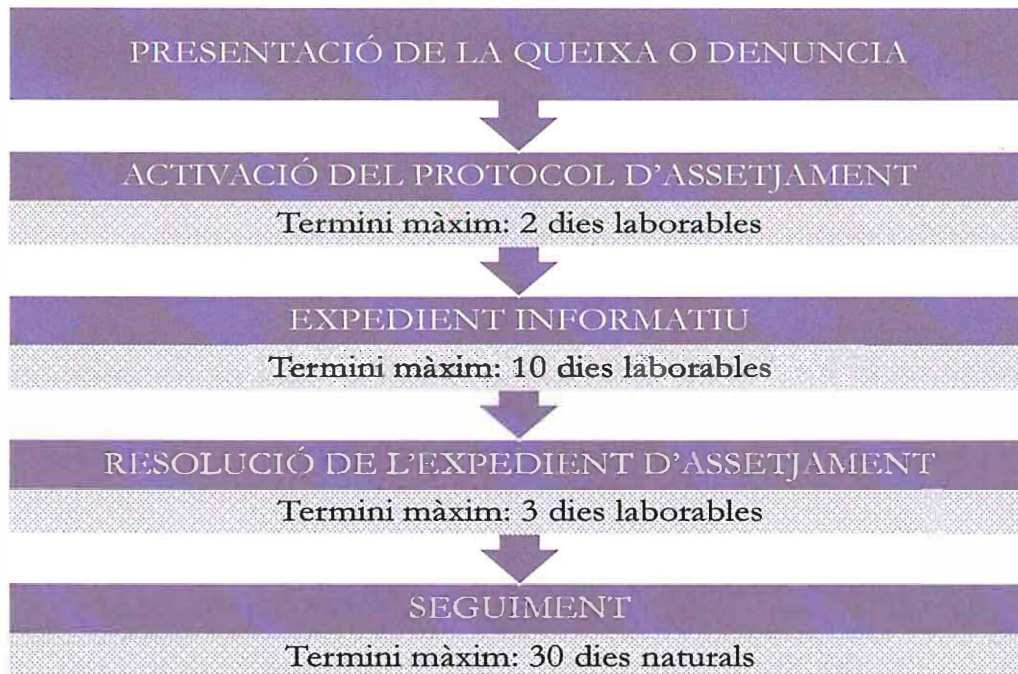 PRESENTACIÓ DE LA QUEIXA O DENUNCIA
ACTIVACIÓ DEL PROTOCOL D'ASSETJAMENT
Termini màxim: 2 dies laborables
EXPEDIENT INFORMATIU
Termini màxim: 10 dies laborables
RESOLUCIÓ DE L'EXPEDIENT D'ASSETJAMENT
Termini màxim: 3 dies laborables
SEGUIMENT
Termini màxim: 30 dies naturals